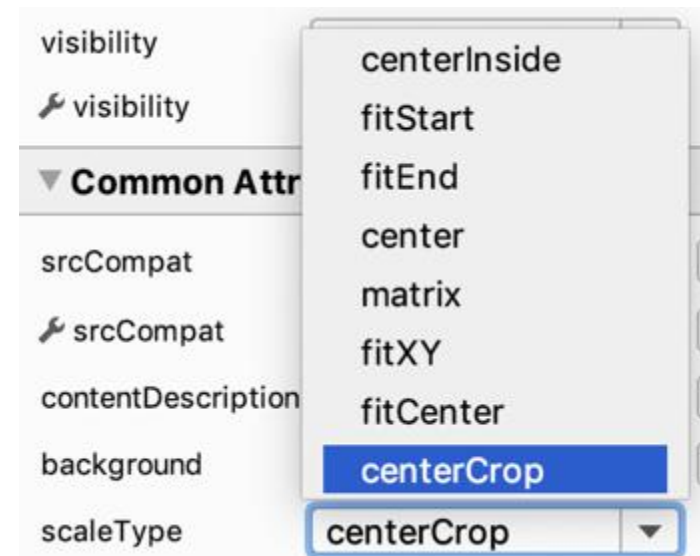 visibility
visibility
Common Attr
srcCompat
srcCompat
contentDescription
background
scaleType
centerInside
fitStart
fitEnd
center
matrix
fitXY
fitCenter
centerCrop
centerCrop